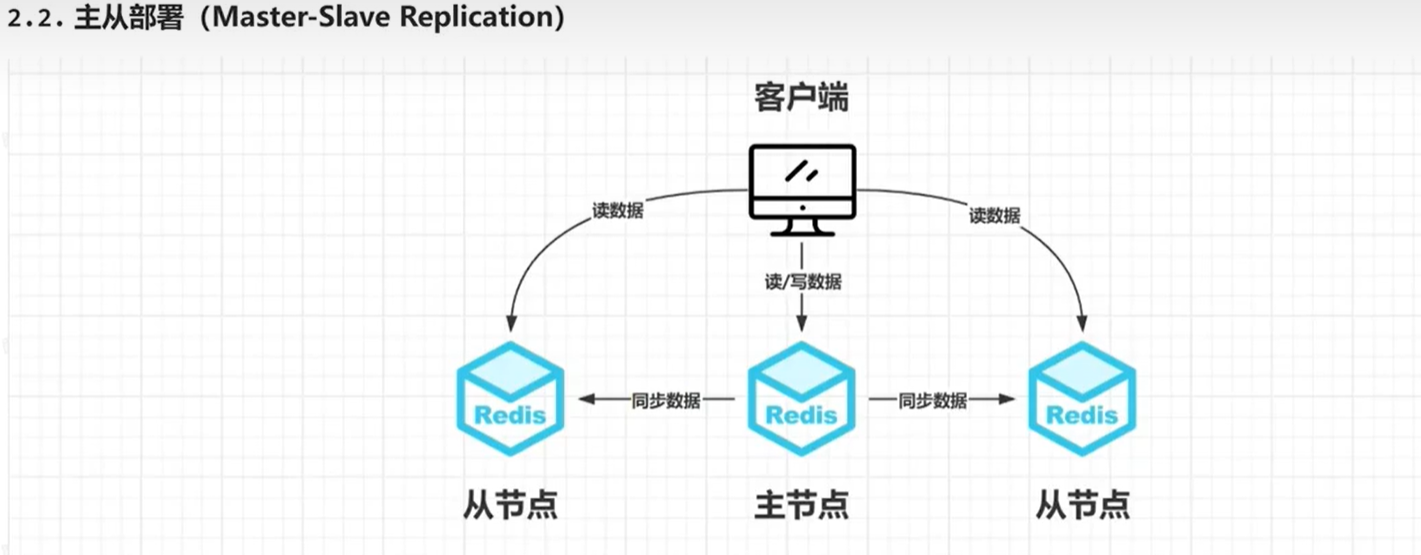 2.2. 主从部署（Master-Slave Replication）
客户端
读数据
读数据
读/写数据
Redis
同步数据
Redis
同步数据
Redis
从节点
主节点
从节点